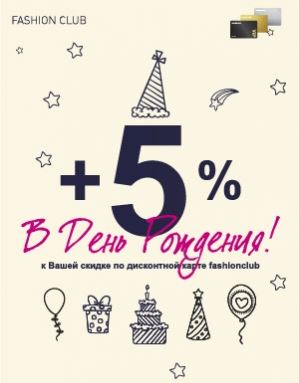 FASHION CLUB
+5%
В День Рождения!
к Вашей скидке по дисконтной карте fashionclub